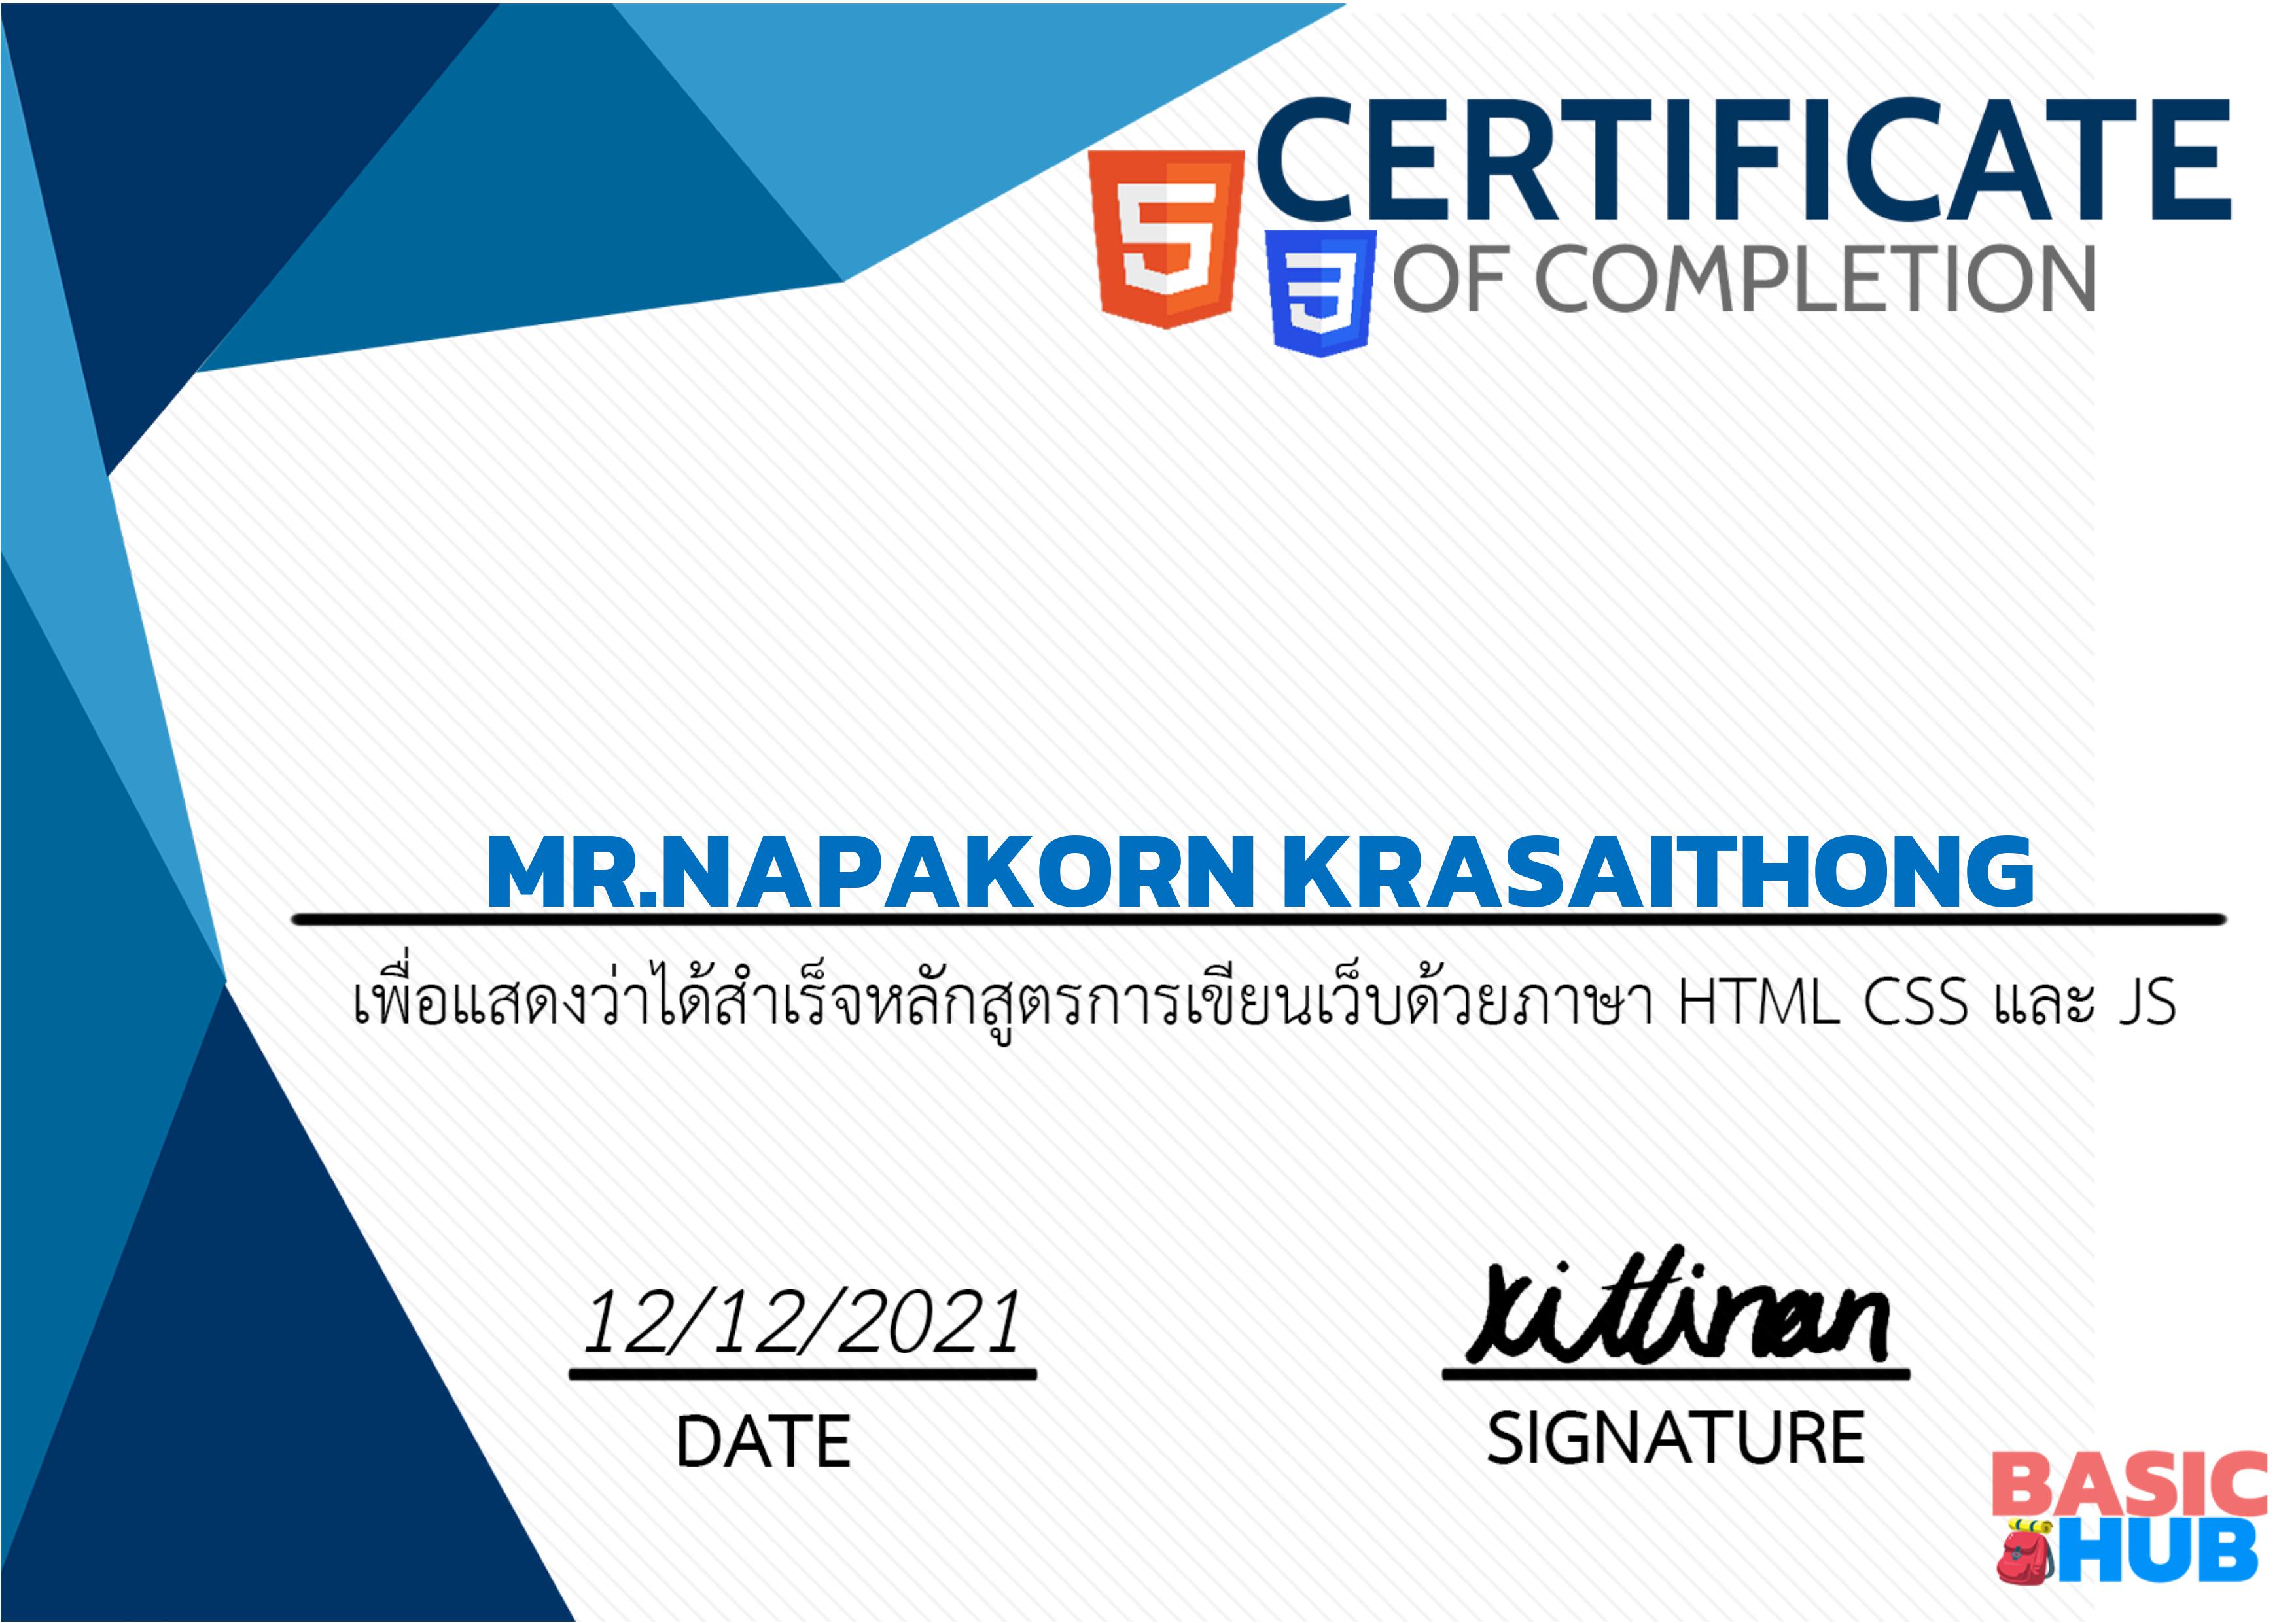 CERTIFICATE
OF COMPLETION
MR.NAPAKORN KRASAITHONG
เพื่อแสดงว่าได้สำเร็จหลักสูตรการเขียนเว็บด้วยภาษา HTML CSS และ JS
12/12/2021
DATE
Kittinan
SIGNATURE
BASIC
HUB